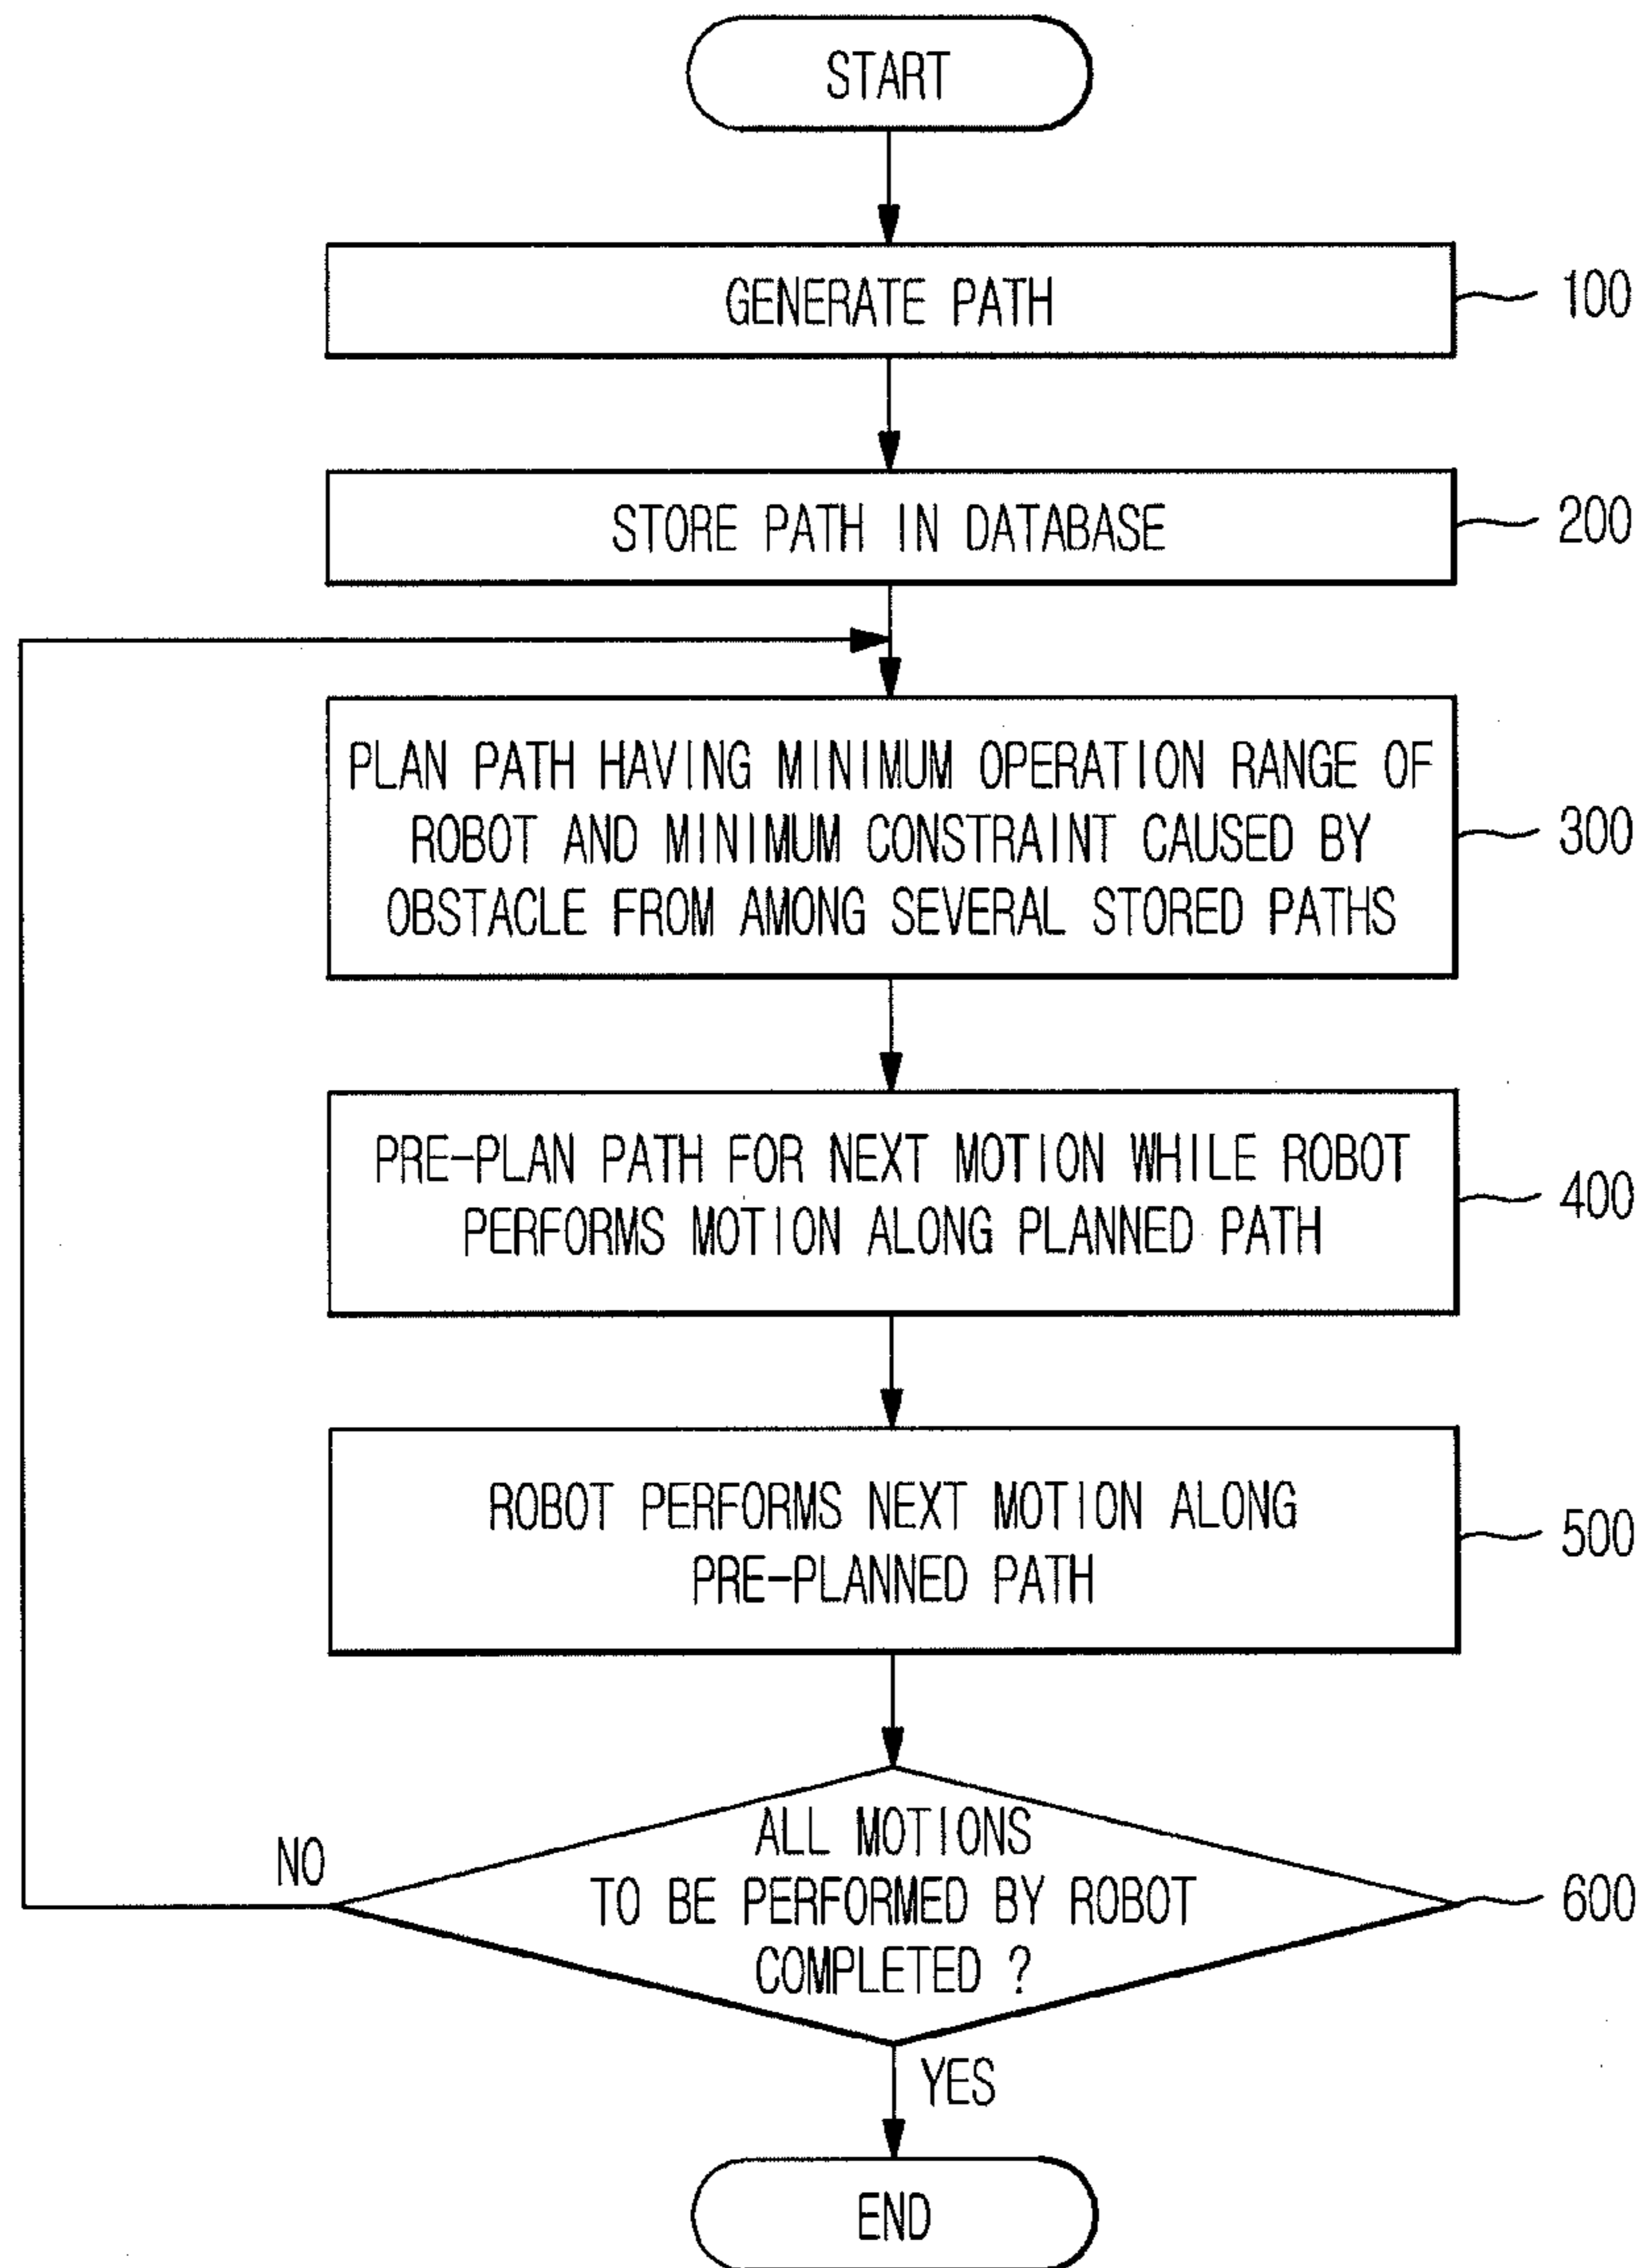 START
GENERATE PATH
100
STORE PATH IN DATABASE
200
PLAN PATH HAVING MINIMUM OPERATION RANGE OF
ROBOT AND MINIMUM CONSTRAINT CAUSED BY
OBSTACLE FROM AMONG SEVERAL STORED PATHS
300
PRE-PLAN PATH FOR NEXT MOTION WHILE ROBOT
PERFORMS MOTION ALONG PLANNED PATH
400
ROBOT PERFORMS NEXT MOTION ALONG
PRE-PLANNED PATH
500
ALL MOTIONS
TO BE PERFORMED BY ROBOT
COMPLETED ?
600
NO
YES
END